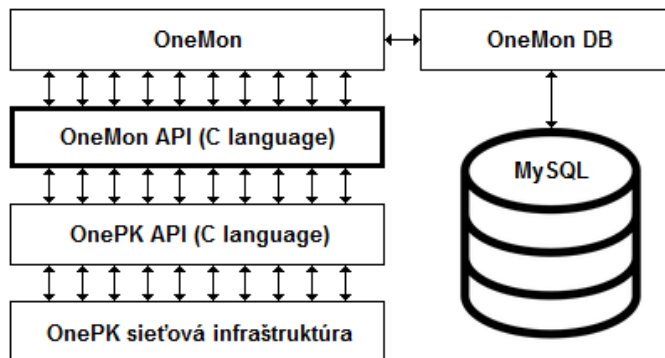 OneMon
OneMon DB
OneMon API (C language)
MySQL
OnePK API (C language)
OnePK sieťová infraštruktúra